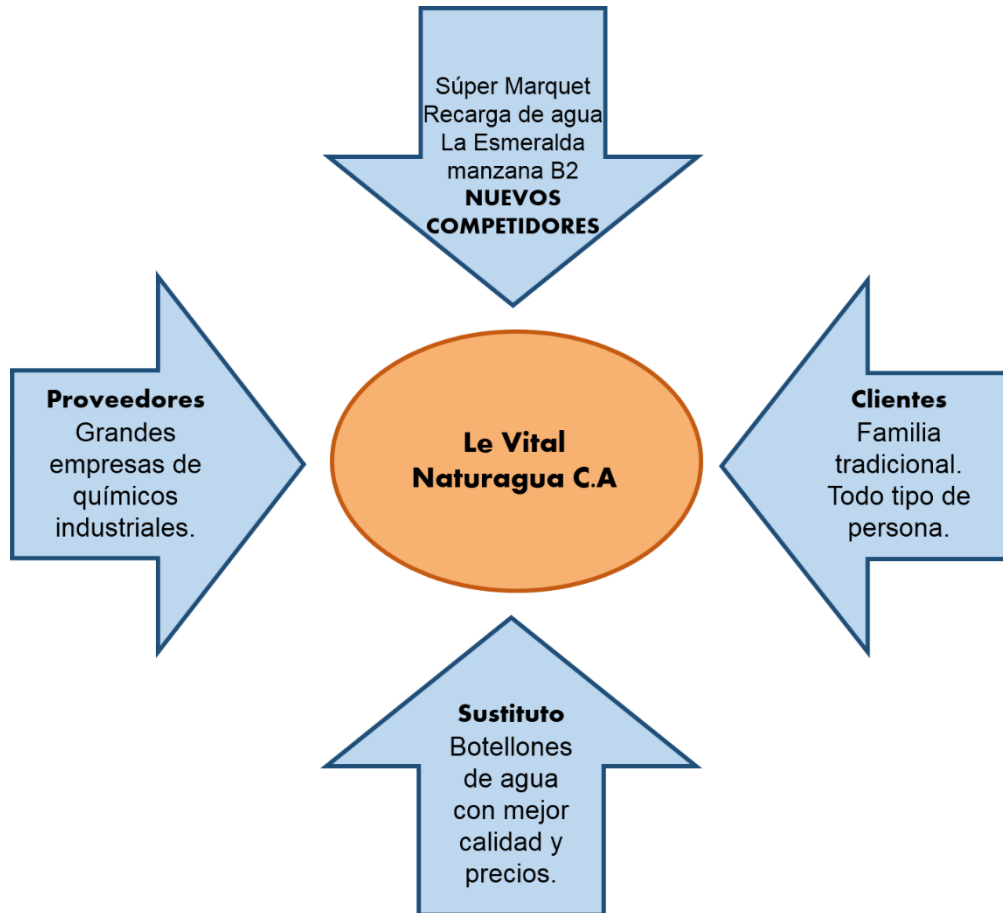 Súper Marquet
Recarga de agua
La Esmeralda
manzana B2
NUEVOS
COMPETIDORES
Proveedores
Grandes
empresas de
químicos
industriales.
Le Vital
Naturagua C.A
Clientes
Familia
tradicional.
Todo tipo de
persona.
Sustituto
Botellones
de agua
con mejor
calidad y
precios.